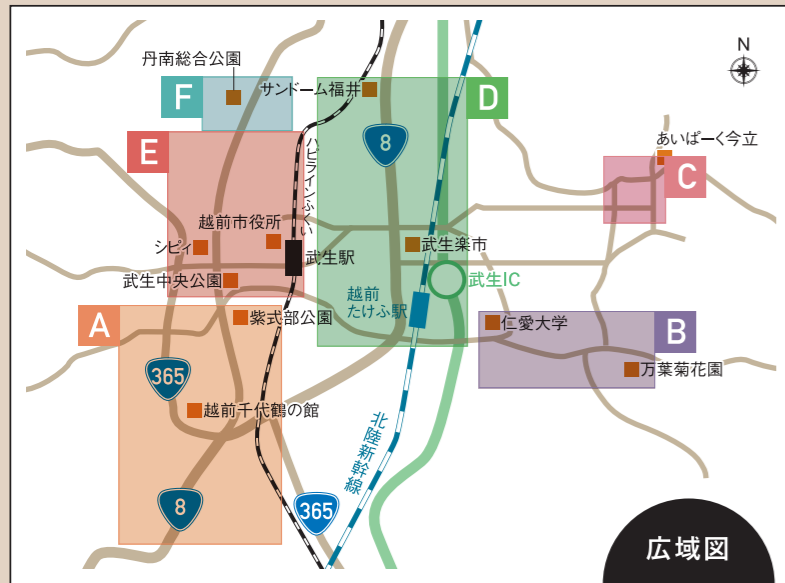 N
丹南総合公園
F
サンドーム福井
D
8
あいぱーく今立
C
E
ハピラインふくい
越前市役所
シピィ
武生駅
武生楽市
武生中央公園
武生IC
越前
たけふ駅
A
紫式部公園
仁愛大学
B
万葉菊花園
365
越前千代鶴の館
北陸新幹線
8
365
広域図